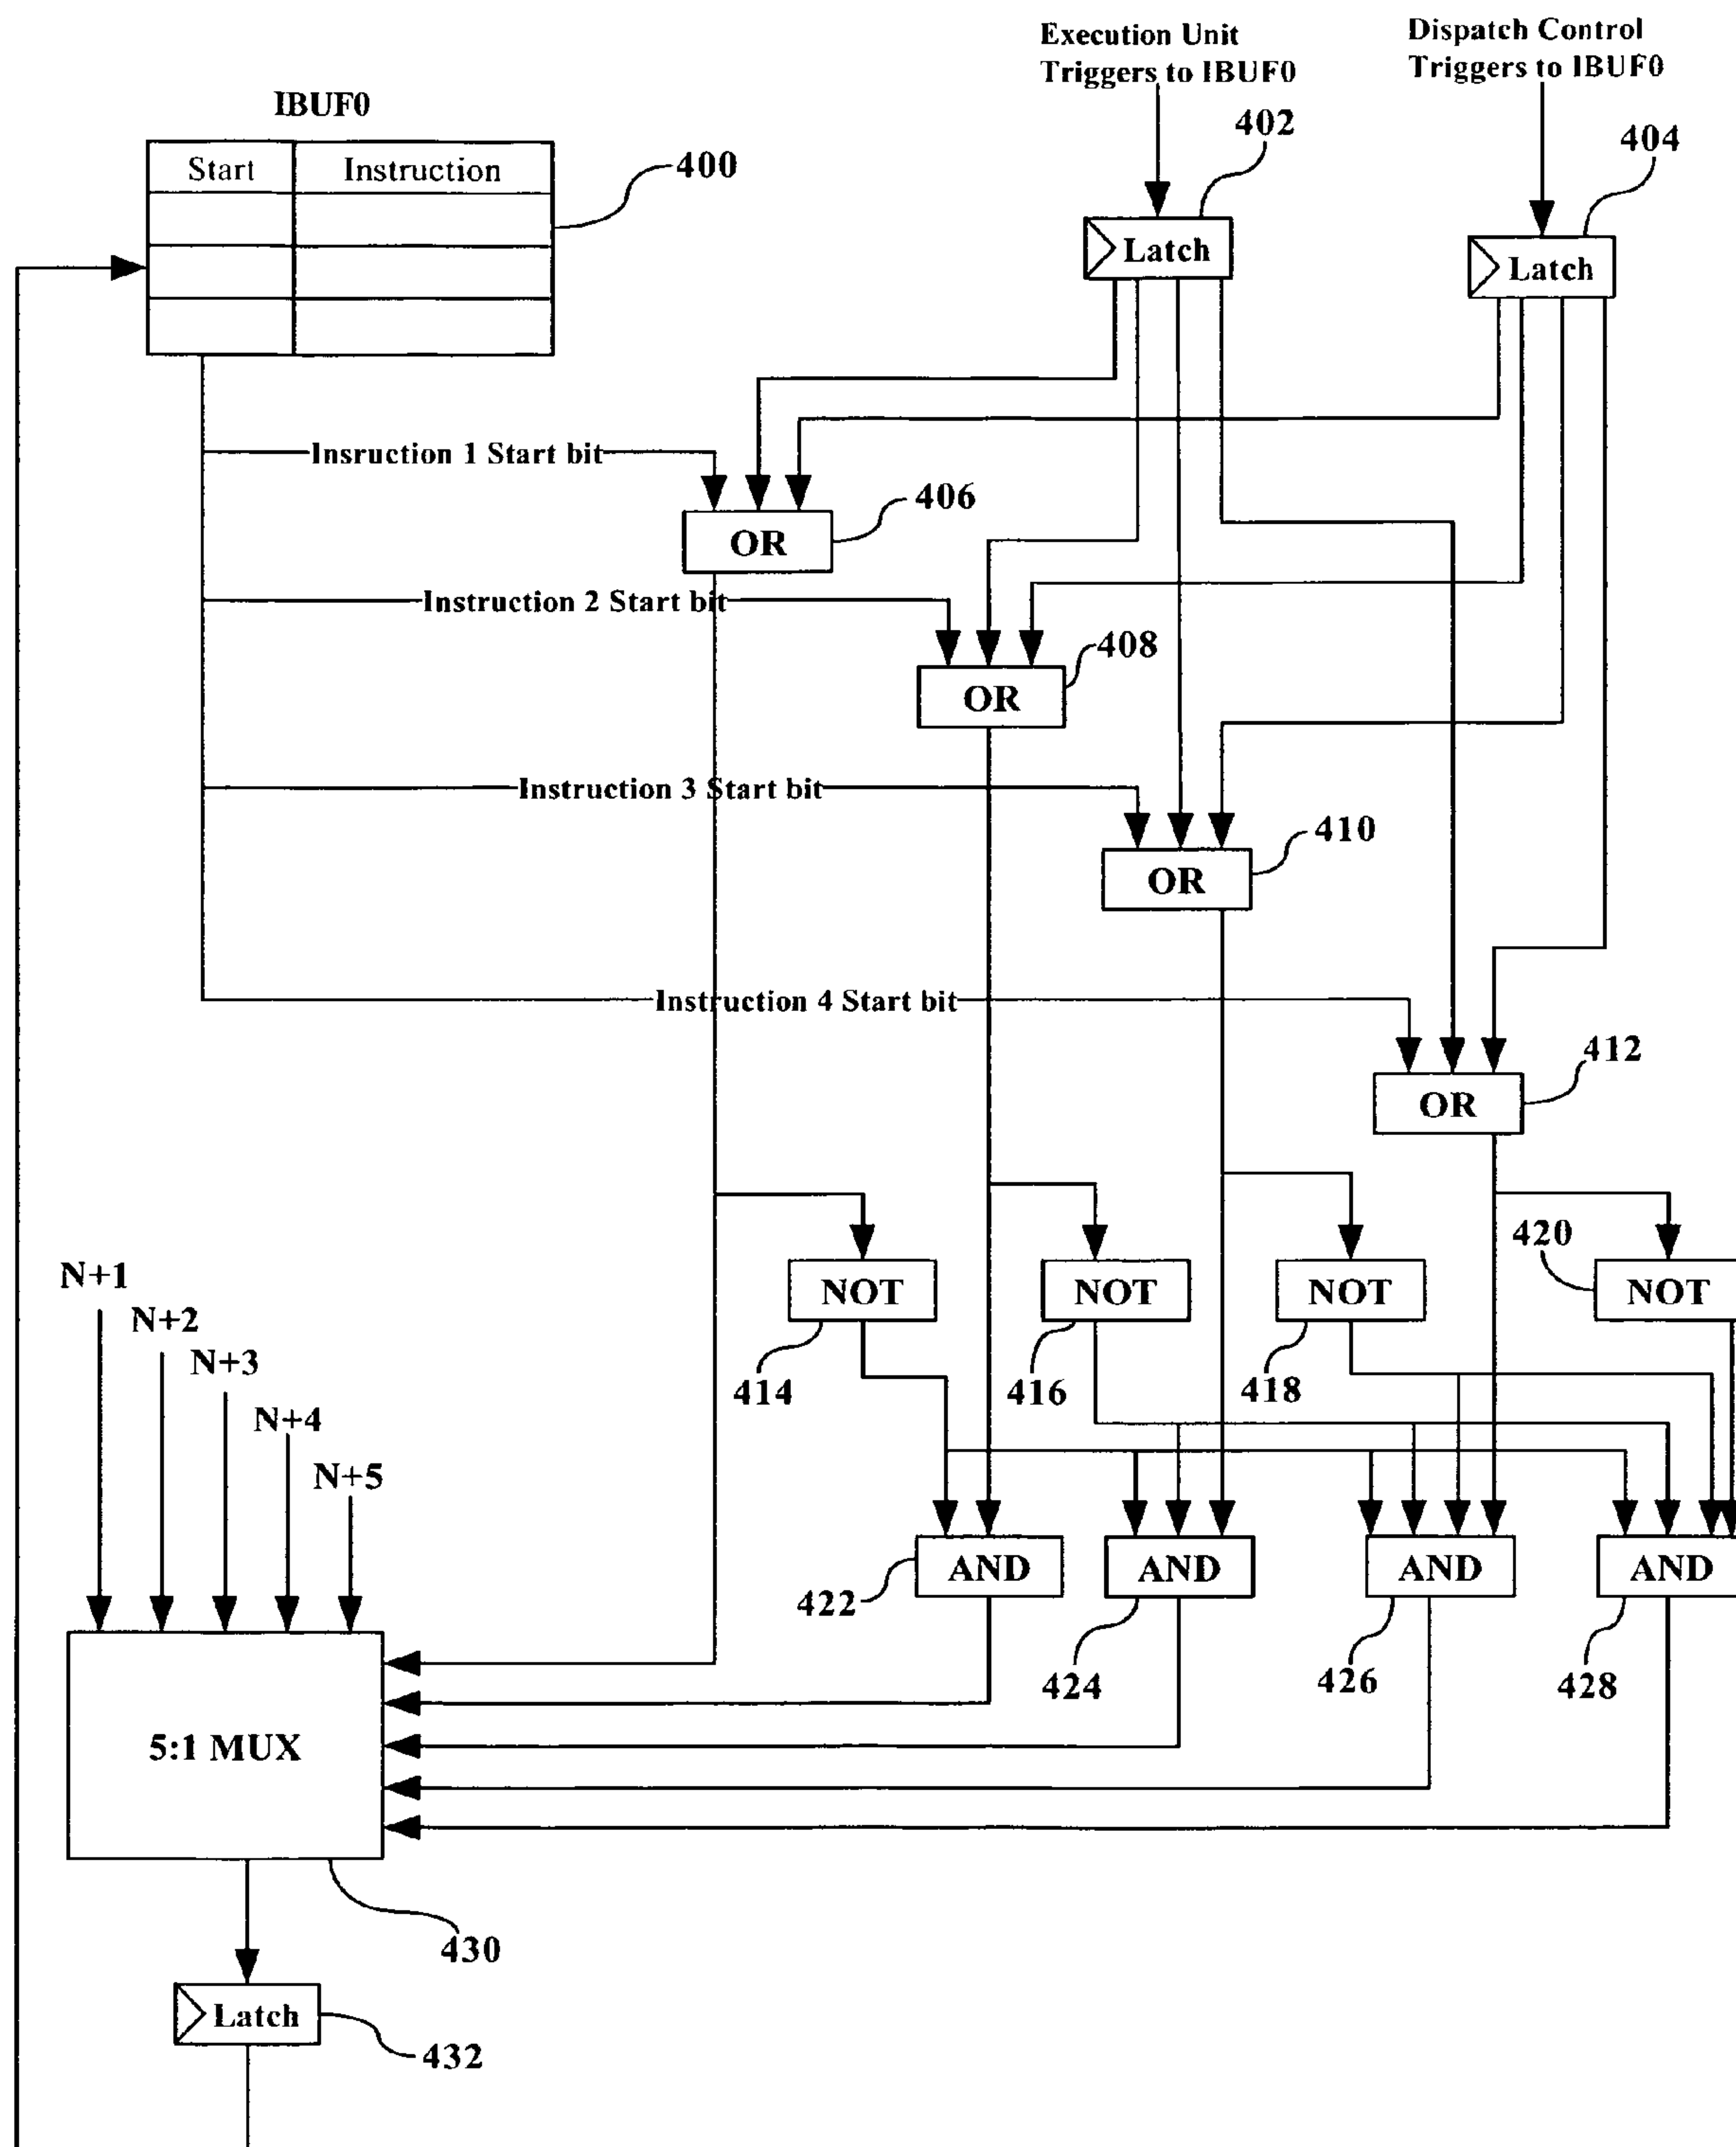 Execution Unit
Triggers to IBUF0
Dispatch Control
Triggers to IBUF0
IBUF0
402
404
Start Instruction
400
Latch
Latch
Insruction 1 Start bit
406
OR
Instruction 2 Start bit
408
OR
Instruction 3 Start bit
410
OR
Instruction 4 Start bit
412
OR
420
N+1
N+2
N+3
N+4
N+5
NOT
NOT
NOT
NOT
414
416
418
AND
AND
AND
AND
422
424
426
428
5:1 MUX
430
Latch
432